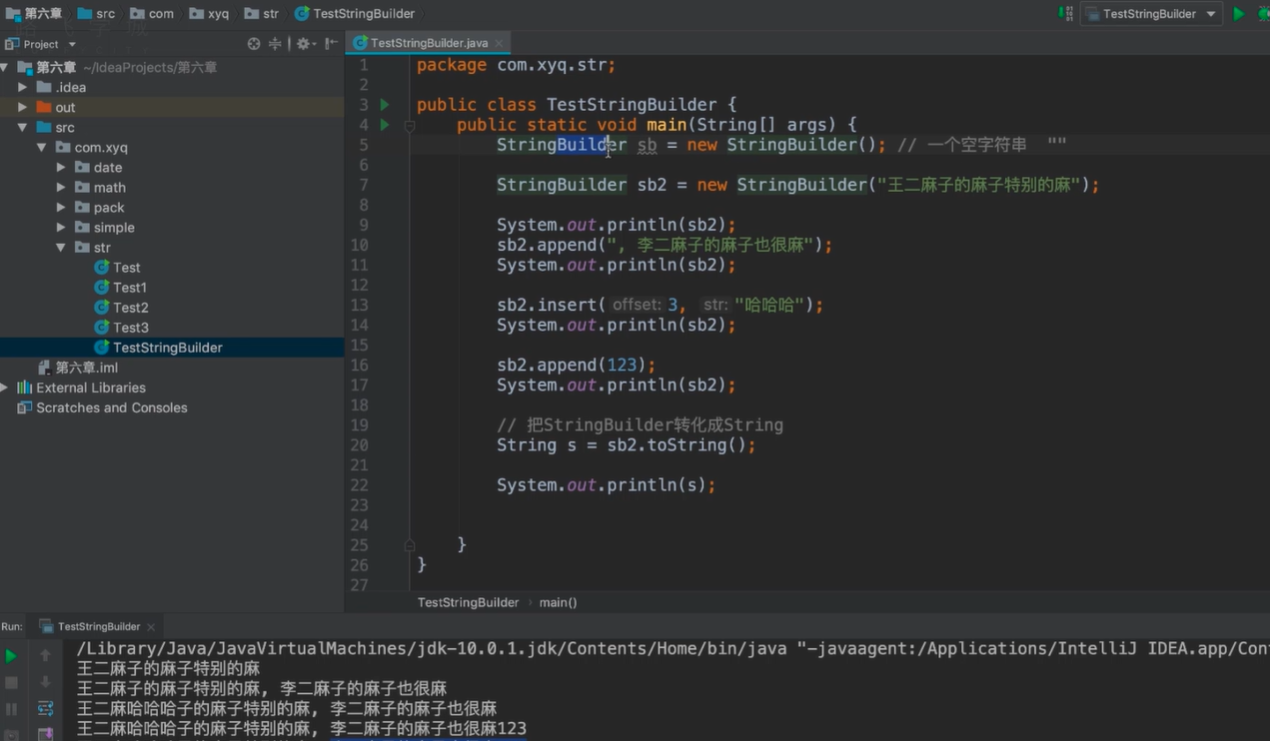 第六章 src com xyq str TestStringBuilder
TestStringBuilder
Project
TestStringBuilder.java
第六章 ~/IdeaProjects/第六章
.idea
out
src
com.xyq
date
math
pack
simple
str
Test
Test1
Test2
Test3
TestStringBuilder
第六章.iml
External Libraries
Scratches and Consoles
1 package com.xyq.str;
2
3 public class TestStringBuilder {
4 public static void main(String[] args) {
5 StringBuilder sb = new StringBuilder(); // 一个空字符串 ""
6
7 StringBuilder sb2 = new StringBuilder("王二麻子的麻子特别的麻");
8
9 System.out.println(sb2);
10 sb2.append(", 李二麻子的麻子也很麻");
11 System.out.println(sb2);
12
13 sb2.insert( offset: 3, str: "哈哈哈");
14 System.out.println(sb2);
15
16 sb2.append(123);
17 System.out.println(sb2);
18
19 // 把StringBuilder转化成String
20 String s = sb2.toString();
21
22 System.out.println(s);
23
24
25 }
26 }
27
TestStringBuilder › main()
Run: TestStringBuilder
/Library/Java/JavaVirtualMachines/jdk-10.0.1.jdk/Contents/Home/bin/java "-javaagent:/Applications/IntelliJ IDEA.app/Con
王二麻子的麻子特别的麻
王二麻子的麻子特别的麻, 李二麻子的麻子也很麻
王二麻哈哈哈子的麻子特别的麻, 李二麻子的麻子也很麻
王二麻哈哈哈子的麻子特别的麻, 李二麻子的麻子也很麻123